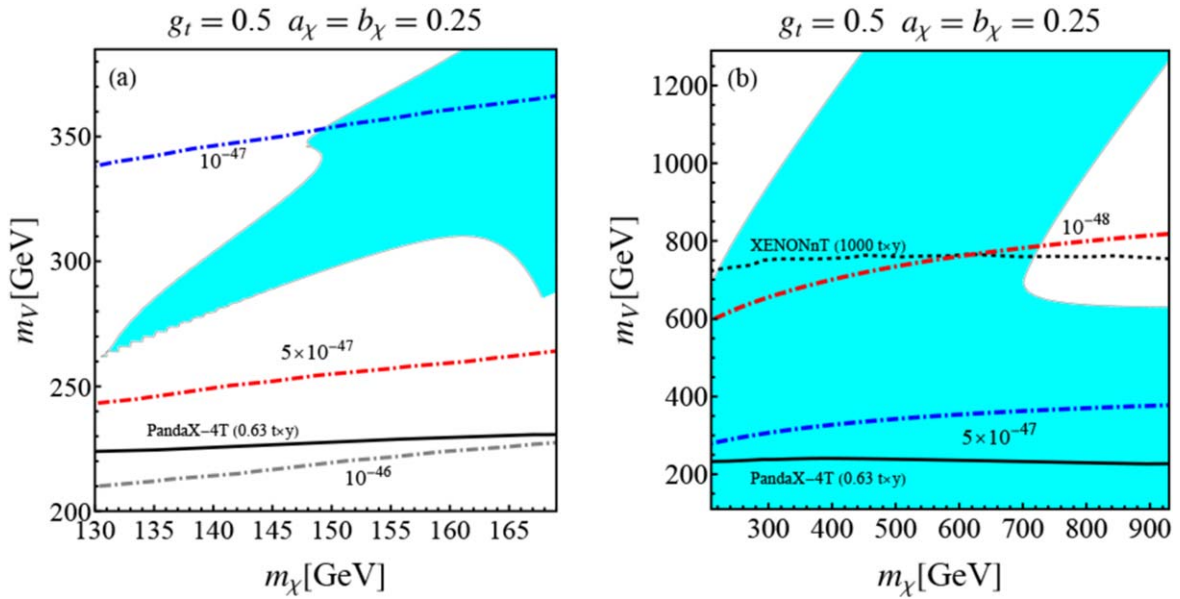 g_t = 0.5 a_χ = b_χ = 0.25
(a)
m_V[GeV]
350
300
250
200
10⁻⁴⁷
5×10⁻⁴⁷
PandaX−4T (0.63 t×y)
10⁻⁴⁶
130 135 140 145 150 155 160 165
m_χ[GeV]
g_t = 0.5 a_χ = b_χ = 0.25
(b)
m_V[GeV]
1200
1000
800
600
400
200
10⁻⁴⁸
XENONnT (1000 t×y)
5×10⁻⁴⁷
PandaX−4T (0.63 t×y)
300 400 500 600 700 800 900
m_χ[GeV]